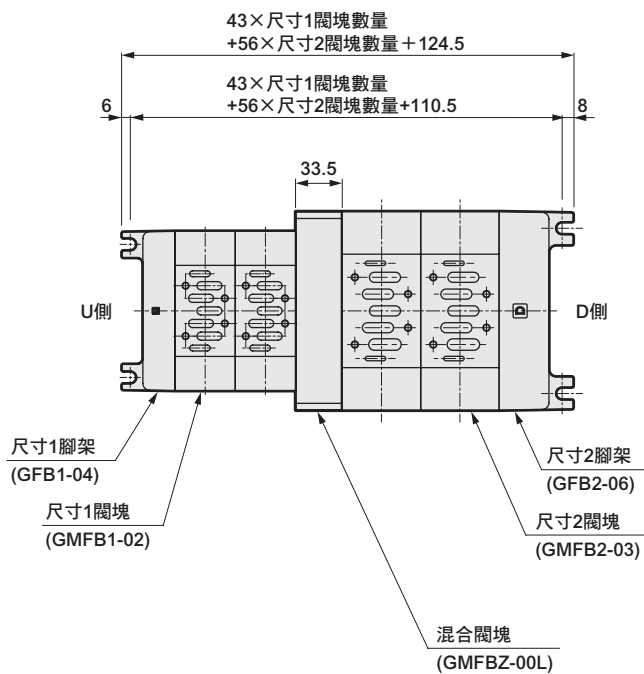 43×尺寸1閥塊數量
+56×尺寸2閥塊數量＋124.5
43×尺寸1閥塊數量
+56×尺寸2閥塊數量+110.5
6
8
33.5
U側
D
D側
尺寸1腳架
(GFB1-04)
尺寸2腳架
(GFB2-06)
尺寸1閥塊
(GMFB1-02)
尺寸2閥塊
(GMFB2-03)
混合閥塊
(GMFBZ-00L)